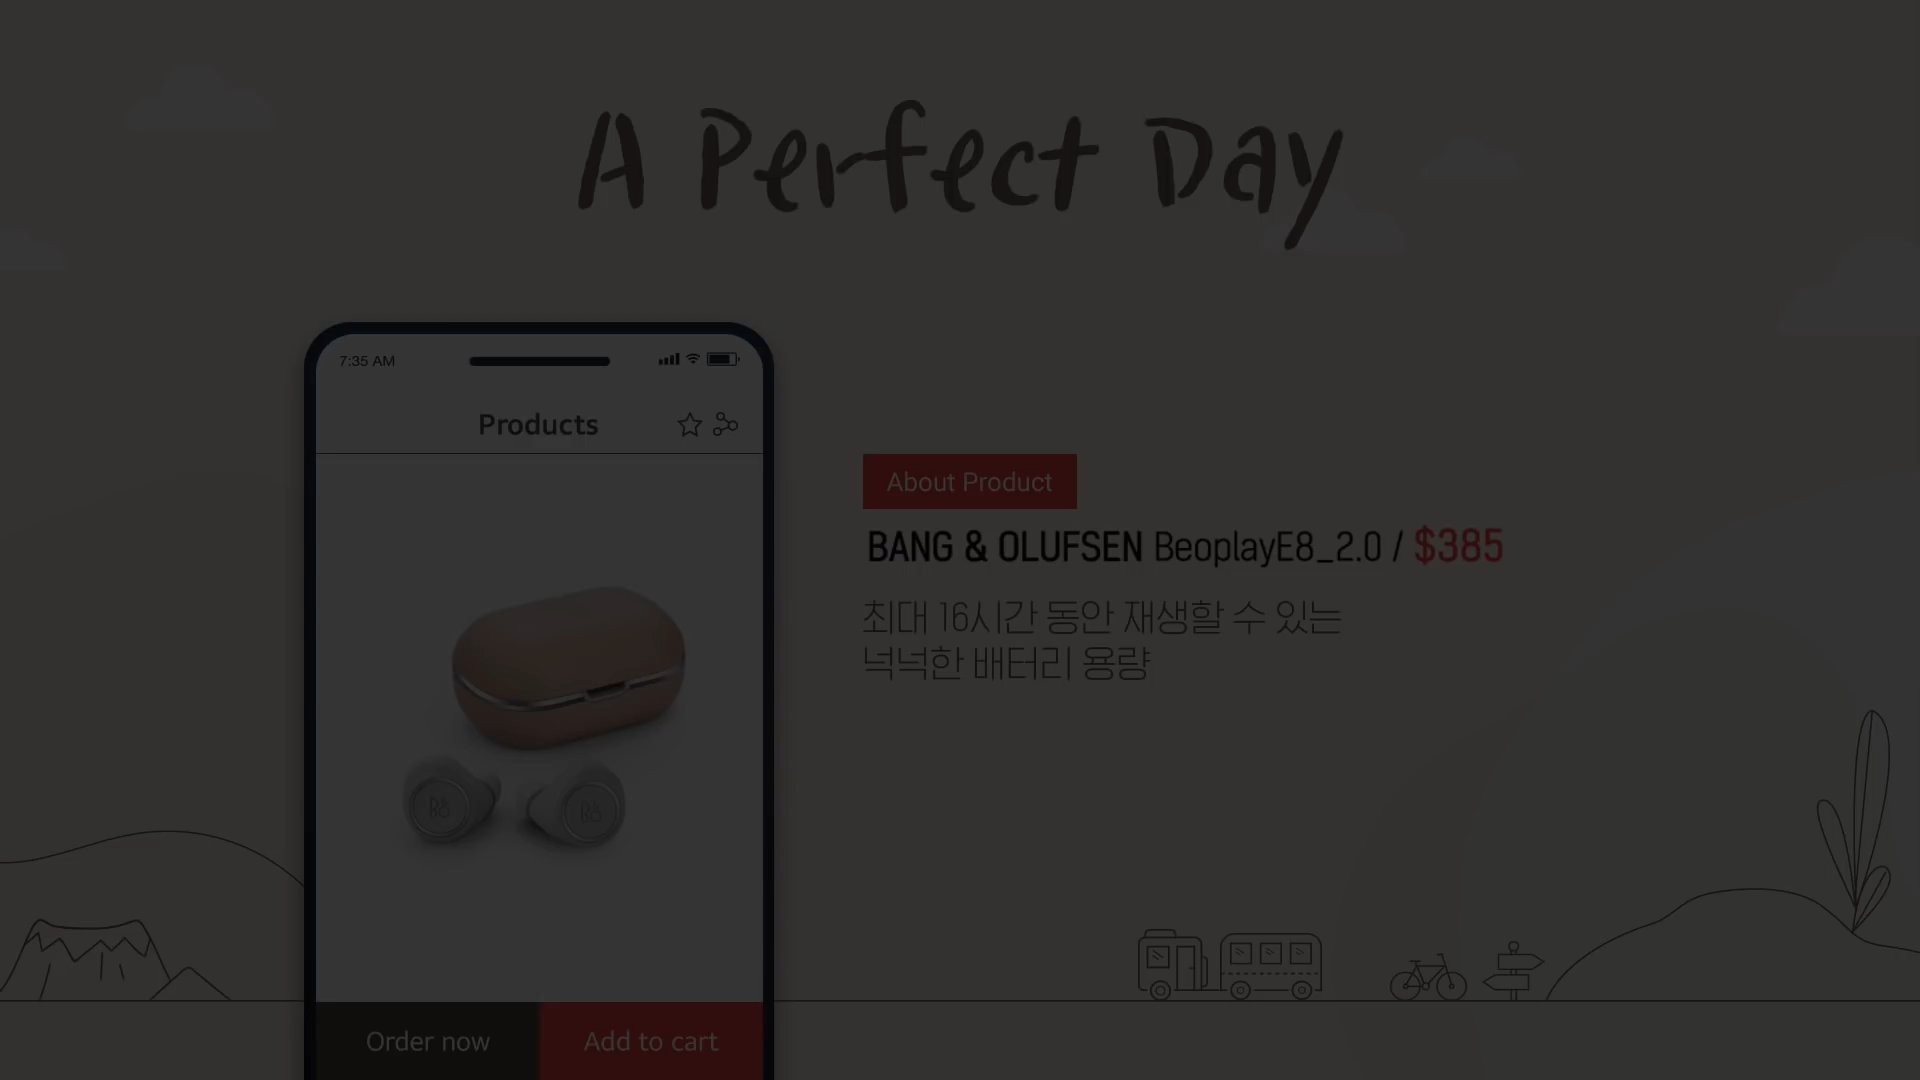 A Perfect Day
7:35 AM
Products
About Product
BANG & OLUFSEN BeoplayE8_2.0 / $385
최대 16시간 동안 재생할 수 있는
넉넉한 배터리 용량
Order now
Add to cart